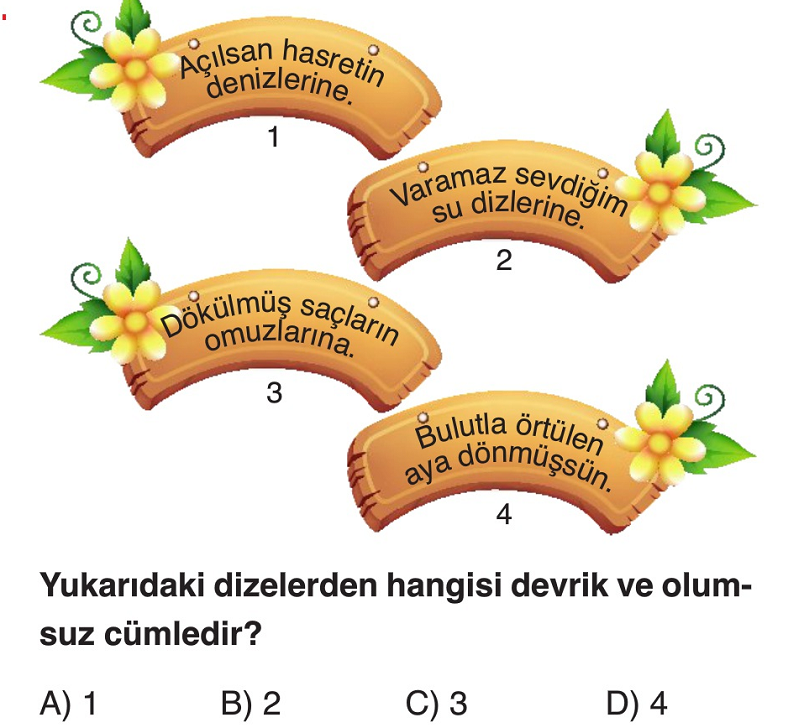 Açılsan hasretin
denizlerine.
1
Varamaz sevdiğim
su dizlerine.
2
Dökülmüş saçların
omuzlarına.
3
Bulutla örtülen
aya dönmüşsün.
4
Yukarıdaki dizelerden hangisi devrik ve olum-
suz cümledir?
A) 1 B) 2 C) 3 D) 4